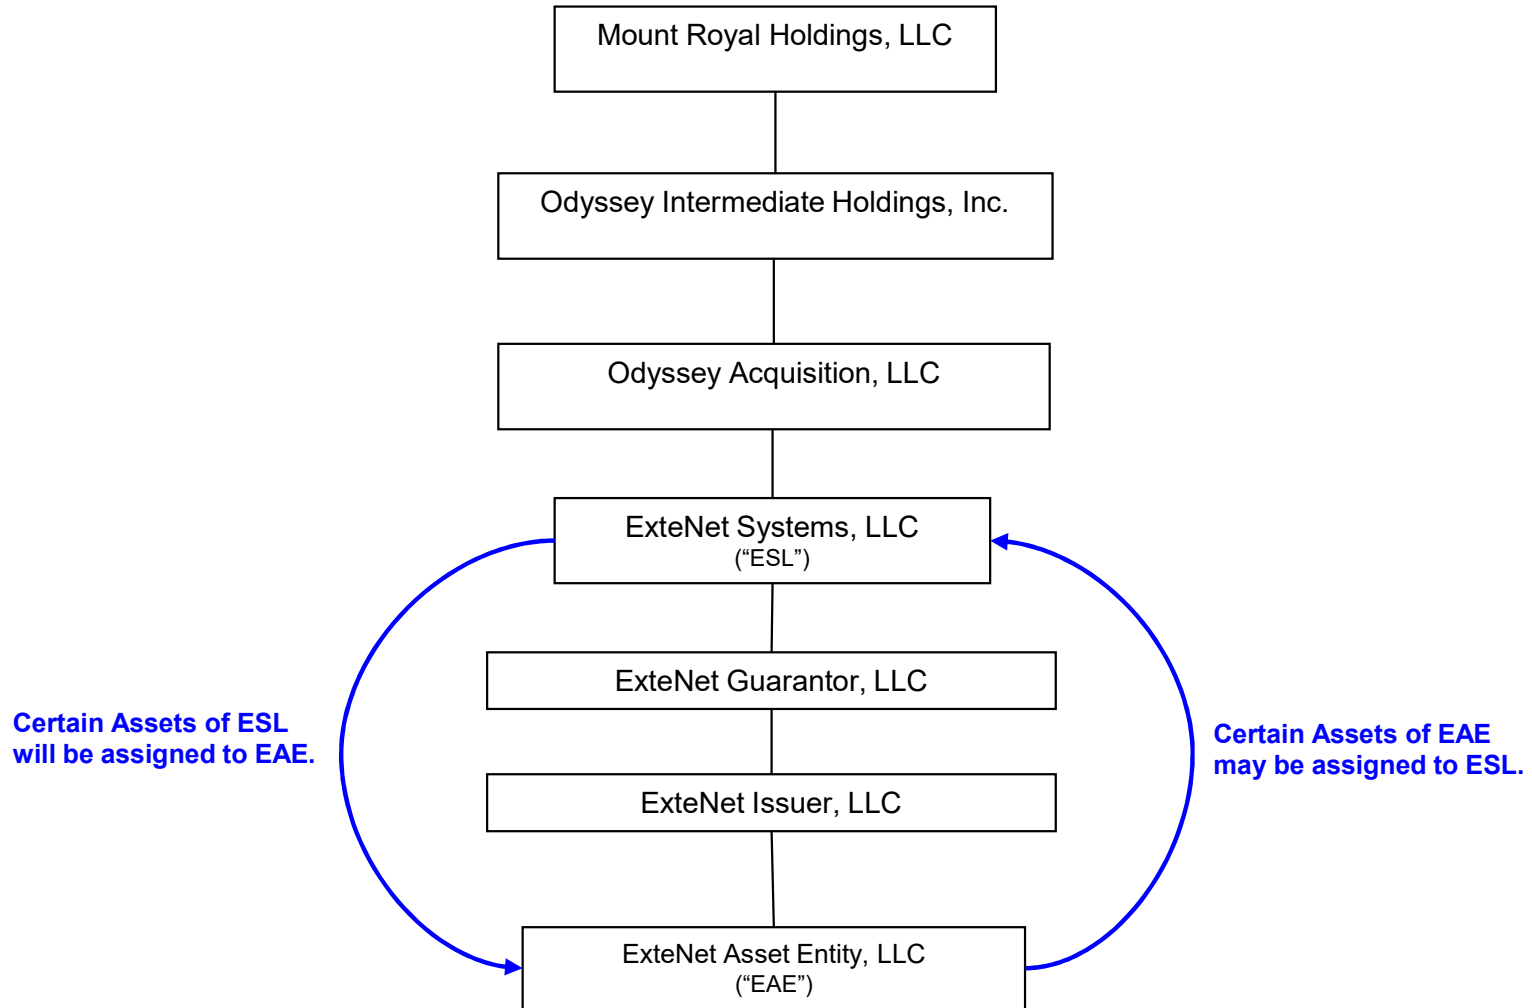 Mount Royal Holdings, LLC
Odyssey Intermediate Holdings, Inc.
Odyssey Acquisition, LLC
ExteNet Systems, LLC
(“ESL”)
ExteNet Guarantor, LLC
Certain Assets of ESL
will be assigned to EAE.
Certain Assets of EAE
may be assigned to ESL.
ExteNet Issuer, LLC
ExteNet Asset Entity, LLC
(“EAE”)